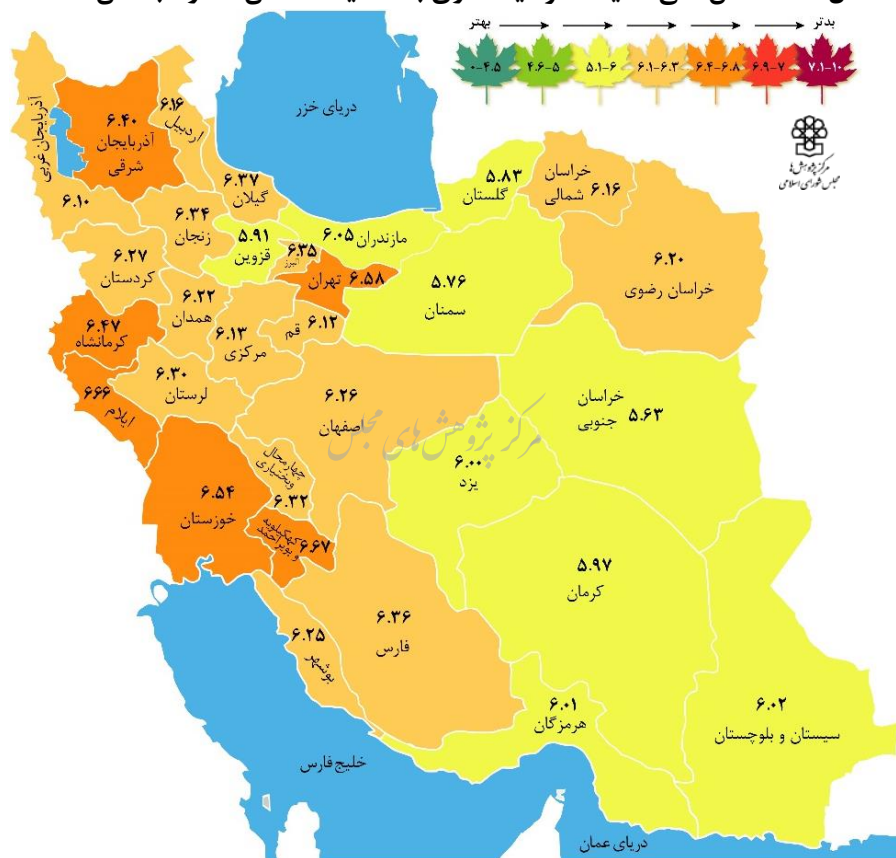 بهتر
بدتر
۰-۴.۵
۴.۶-۵
۵.۱-۶
۶.۱-۶.۳
۶.۴-۶.۸
۶.۹-۷
۷.۱-۱۰
مرکز پژوهش‌ها
مجلس شورای اسلامی
دریای خزر
آذربایجان غربی
۶.۱۰
۶.۴۰
آذربایجان
شرقی
۶.۱۶
اردبیل
۶.۳۷
گیلان
۶.۳۴
زنجان
۵.۹۱
قزوین
۶.۰۵ مازندران
۵.۸۳
گلستان
خراسان
شمالی ۶.۱۶
۶.۲۰
خراسان رضوی
۶.۲۷
کردستان
۶.۲۲
همدان
۶.۳۵
البرز
تهران ۶.۵۸
۵.۷۶
سمنان
۶.۴۷
کرمانشاه
۶.۱۳
مرکزی
قم ۶.۱۲
۶۶۶
ایلام
۶.۳۰
لرستان
۶.۲۶
اصفهان
خراسان
جنوبی ۵.۶۳
مرکز پژوهش‌های مجلس
۶.۰۰
یزد
چهارمحال
وبختیاری
۶.۳۲
۶.۵۴
خوزستان
کهکیلویه
و بویر احمد
۶.۶۷
۵.۹۷
کرمان
۶.۳۶
فارس
۶.۲۵
بوشهر
۶.۰۱
هرمزگان
۶.۰۲
سیستان و بلوچستان
خلیج فارس
دریای عمان